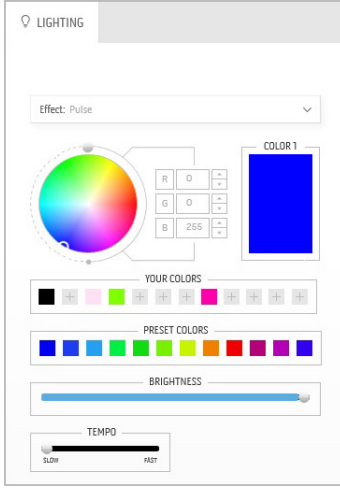 LIGHTING
Effect: Pulse
COLOR 1
R 0
G 0
B 255
YOUR COLORS
+ + + + + + + +
PRESET COLORS
BRIGHTNESS
TEMPO
SLOW FAST